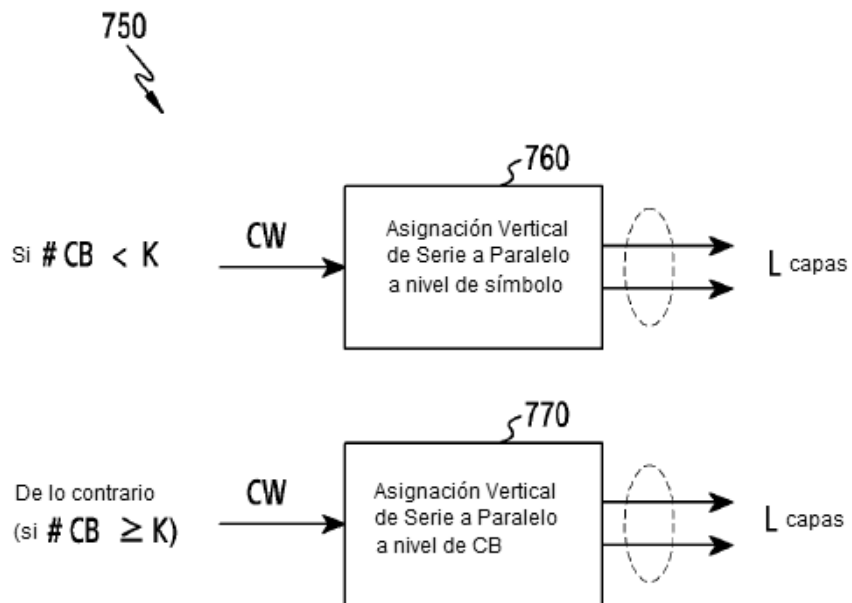 750
760
Si # CB < K
CW
Asignación Vertical
de Serie a Paralelo
a nivel de símbolo
L capas
770
De lo contrario
(si # CB ≥ K)
CW
Asignación Vertical
de Serie a Paralelo
a nivel de CB
L capas